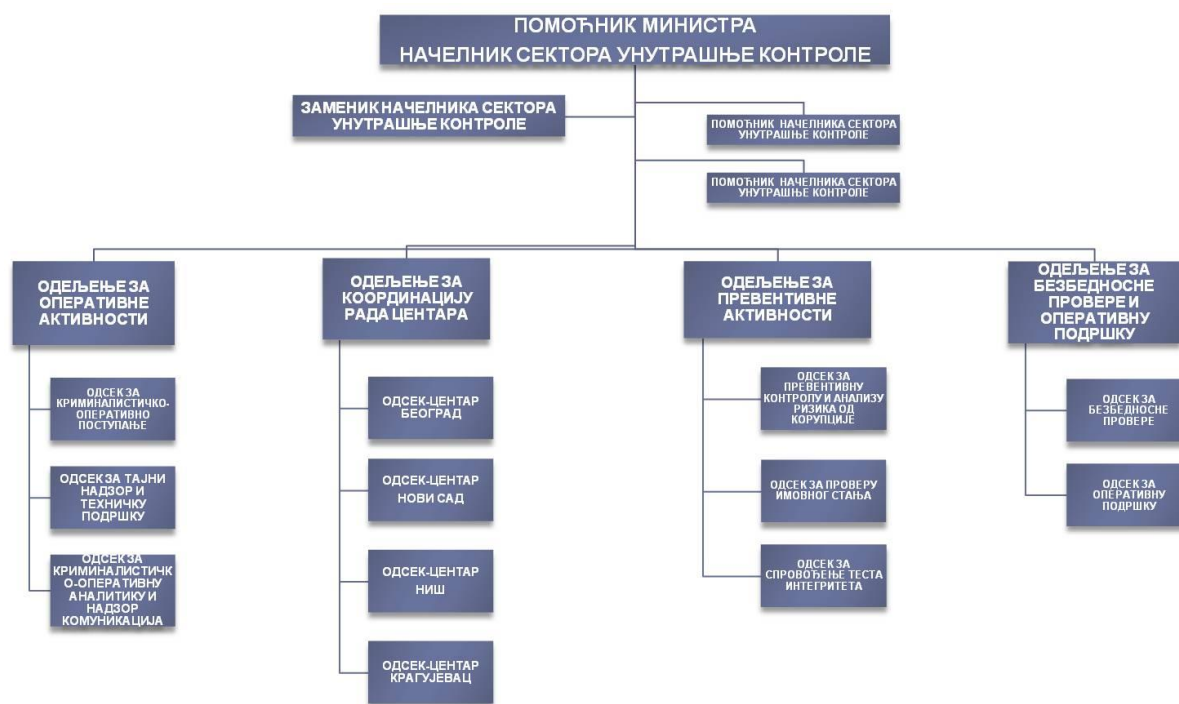 ПОМОЋНИК МИНИСТРА
НАЧЕЛНИК СЕКТОРА УНУТРАШЊЕ КОНТРОЛЕ
ЗАМЕНИК НАЧЕЛНИКА СЕКТОРА
УНУТРАШЊЕ КОНТРОЛЕ
ПОМОЋНИК НАЧЕЛНИКА СЕКТОРА
УНУТРАШЊЕ КОНТРОЛЕ
ПОМОЋНИК НАЧЕЛНИКА СЕКТОРА
УНУТРАШЊЕ КОНТРОЛЕ
ОДЕЉЕЊЕ ЗА
ОПЕРАТИВНЕ
АКТИВНОСТИ
ОДСЕК ЗА
КРИМИНАЛИСТИЧКО-
ОПЕРАТИВНО
ПОСТУПАЊЕ
ОДСЕК ЗА ТАЈНИ
НАДЗОР И
ТЕХНИЧКУ
ПОДРШКУ
ОДСЕК ЗА
КРИМИНАЛИСТИЧК
О-ОПЕРАТИВНУ
АНАЛИТИКУ И
НАДЗОР
КОМУНИКАЦИЈА
ОДЕЉЕЊЕ ЗА
КООРДИНАЦИЈУ
РАДА ЦЕНТАРА
ОДСЕК-ЦЕНТАР
БЕОГРАД
ОДСЕК-ЦЕНТАР
НОВИ САД
ОДСЕК-ЦЕНТАР
НИШ
ОДСЕК-ЦЕНТАР
КРАГУЈЕВАЦ
ОДЕЉЕЊЕ ЗА
ПРЕВЕНТИВНЕ
АКТИВНОСТИ
ОДСЕК ЗА
ПРЕВЕНТИВНУ
КОНТРОЛУ И АНАЛИЗУ
РИЗИКА ОД
КОРУПЦИЈЕ
ОДСЕК ЗА ПРОВЕРУ
ИМОВНОГ СТАЊА
ОДСЕК ЗА
СПРОВОЂЕЊЕ ТЕСТА
ИНТЕГРИТЕТА
ОДЕЉЕЊЕ ЗА
БЕЗБЕДНОСНЕ
ПРОВЕРЕ И
ОПЕРАТИВНУ
ПОДРШКУ
ОДСЕК ЗА
БЕЗБЕДНОСНЕ
ПРОВЕРЕ
ОДСЕК ЗА
ОПЕРАТИВНУ
ПОДРШКУ